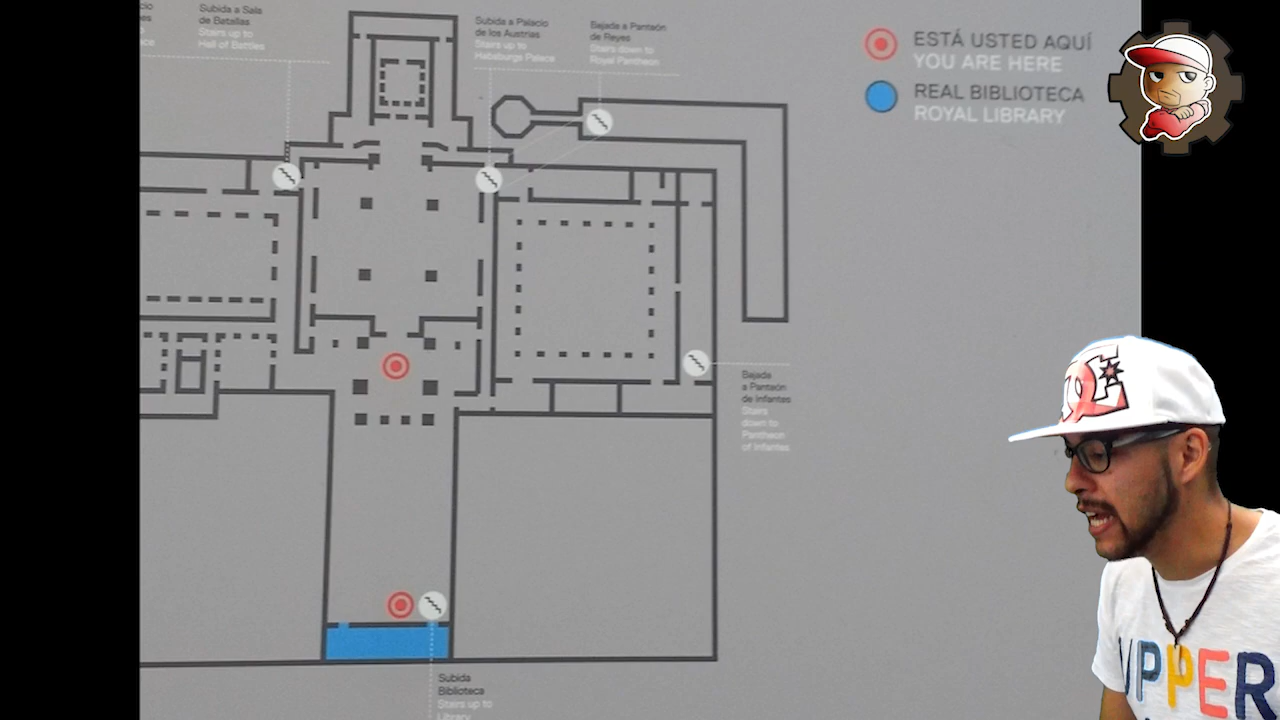 Subida a Sala
de Batallas
Stairs up to
Hall of Battles
Subida a Palacio
de los Austrias
Stairs up to
Habsburgs Palace
Bajada a Panteón
de Reyes
Stairs down to
Royal Pantheon
ESTÁ USTED AQUÍ
YOU ARE HERE
REAL BIBLIOTECA
ROYAL LIBRARY
Bajada
a Panteón
de Infantes
Stairs
down to
Pantheon
of Infantes
Subida
Biblioteca
Stairs up to
Library
UPPER